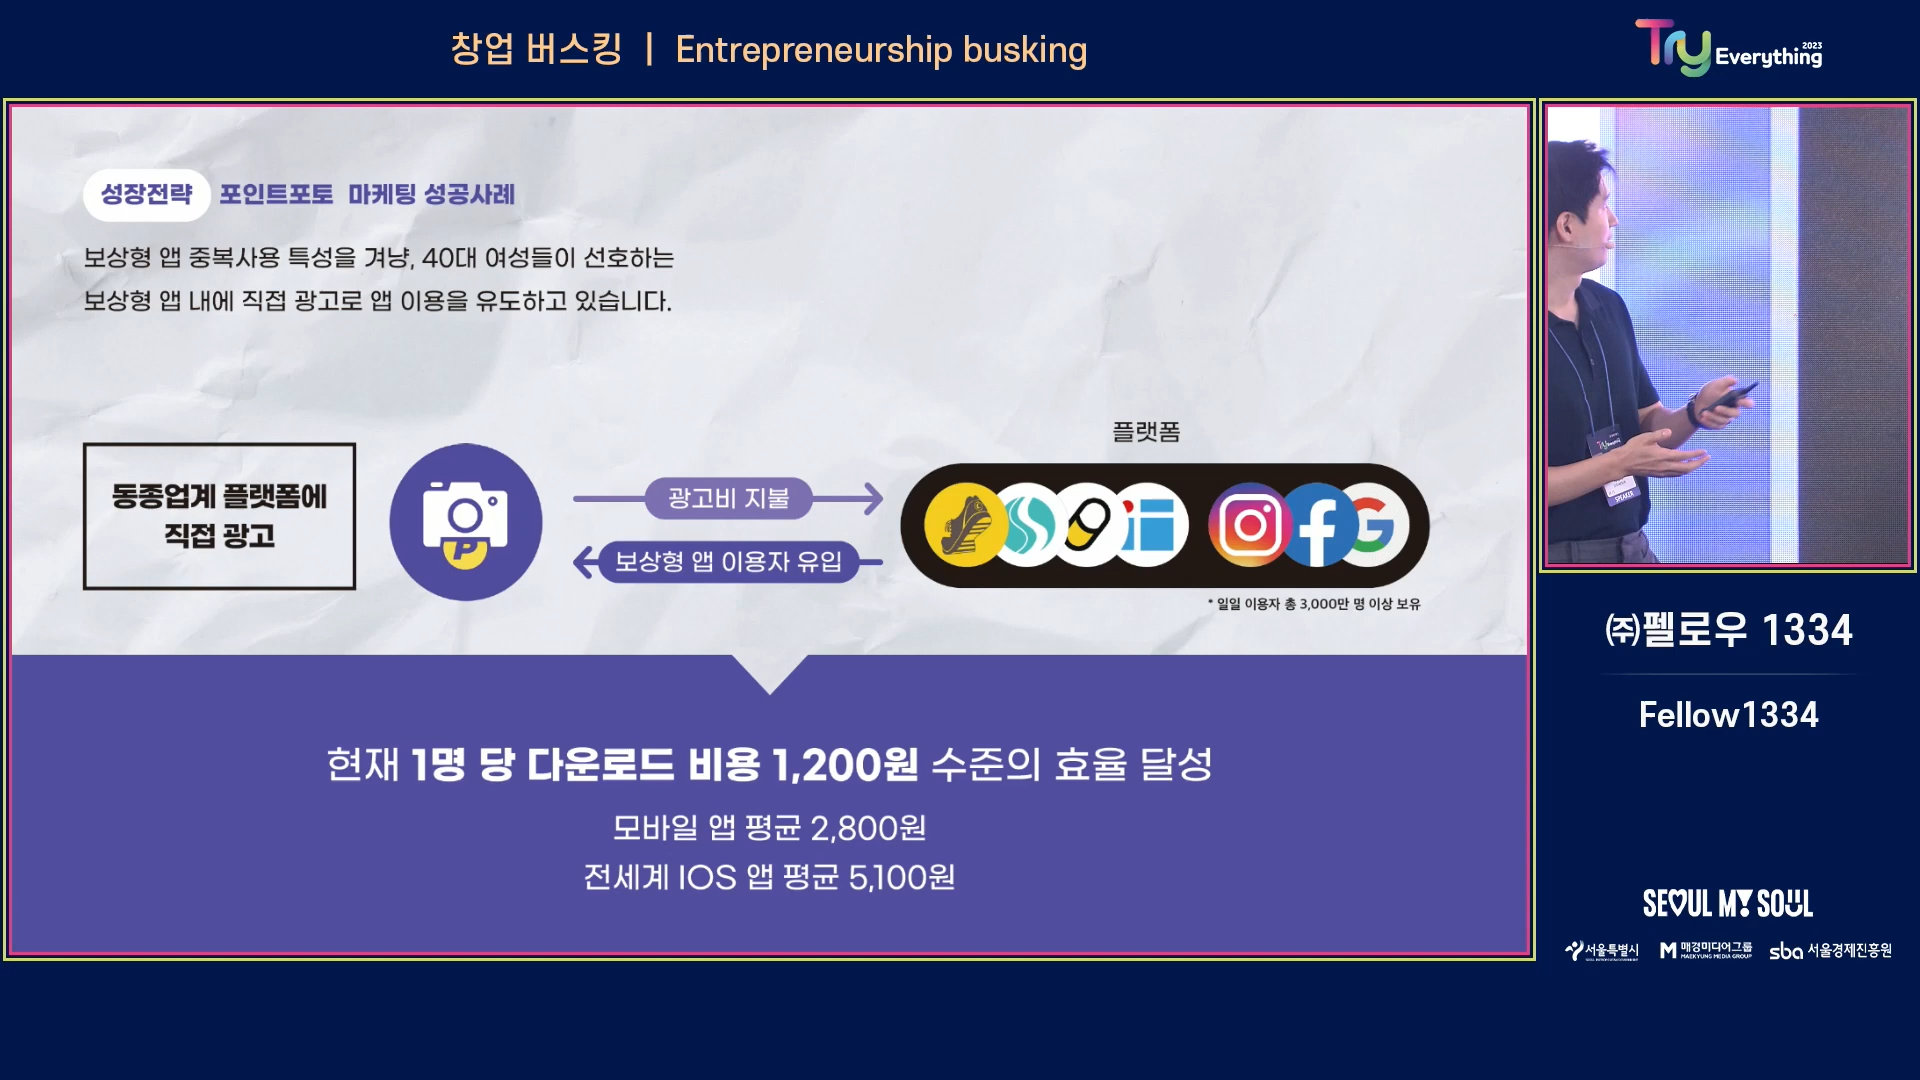 창업 버스킹 | Entrepreneurship busking
Try Everything 2023
성장전략 포인트포토 마케팅 성공사례
보상형 앱 중복사용 특성을 겨냥, 40대 여성들이 선호하는
보상형 앱 내에 직접 광고로 앱 이용을 유도하고 있습니다.
동종업계 플랫폼에
직접 광고
P
광고비 지불
보상형 앱 이용자 유입
플랫폼
* 일일 이용자 총 3,000만 명 이상 보유
현재 1명 당 다운로드 비용 1,200원 수준의 효율 달성
모바일 앱 평균 2,800원
전세계 IOS 앱 평균 5,100원
SPEAKER
㈜펠로우 1334
Fellow1334
SEOUL MY SOUL
서울특별시
매경미디어그룹
MAEKYUNG MEDIA GROUP
sba 서울경제진흥원